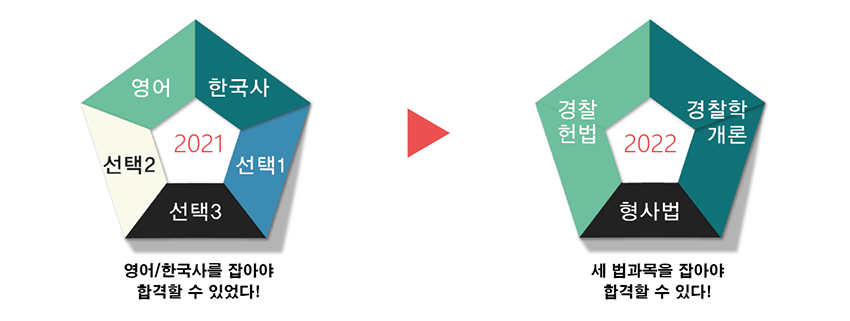 영어
한국사
2021
선택2
선택1
선택3
영어/한국사를 잡아야
합격할 수 있었다!
경찰
헌법
경찰학
개론
2022
형사법
세 법과목을 잡아야
합격할 수 있다!